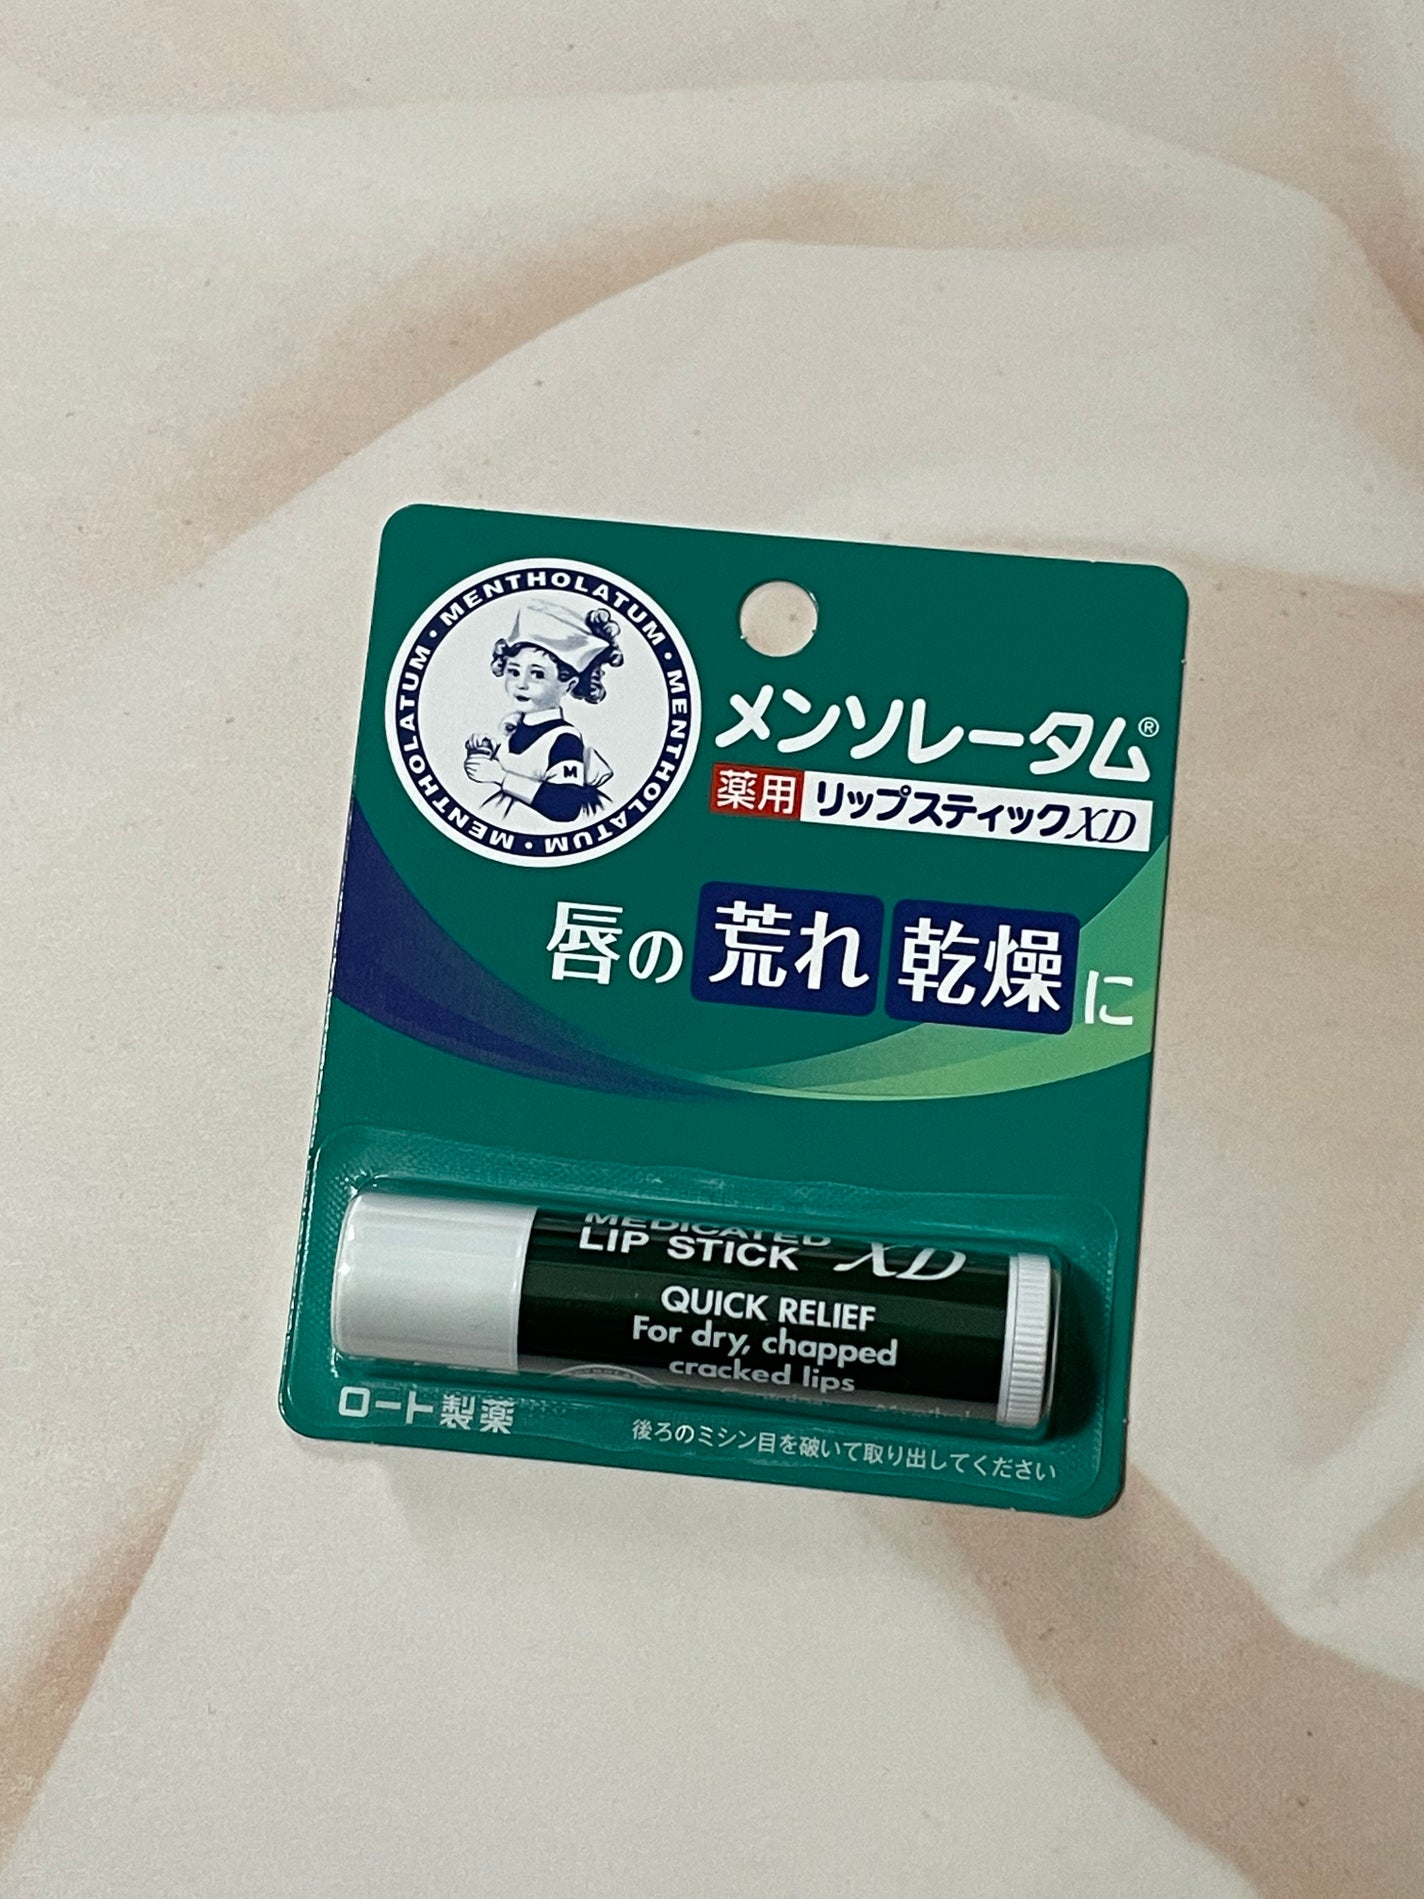 MENTHOLATUM • MENTHOLATUM • MENTHOLATUM •
M
メンソレータム®
薬用 リップスティックXD
唇の 荒れ 乾燥 に
MEDICATED
LIP STICK XD
QUICK RELIEF
For dry, chapped
cracked lips
ロート製薬
後ろのミシン目を破いて取り出してください